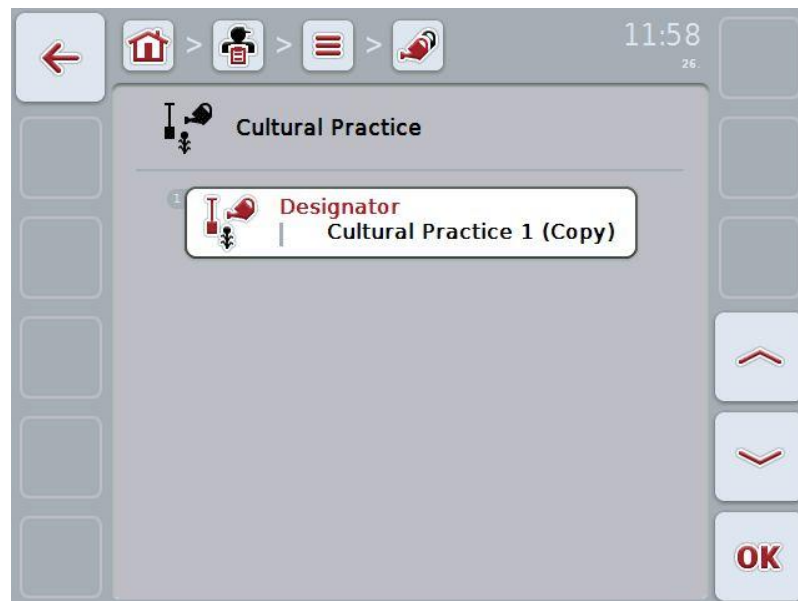 > > >
11:58
26.
Cultural Practice
1
Designator
Cultural Practice 1 (Copy)
OK